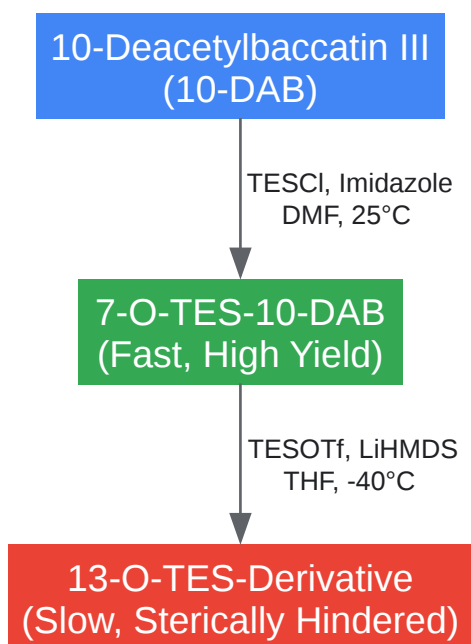 10-Deacetylbaccatin III
(10-DAB)
TESCl, Imidazole
DMF, 25°C
7-O-TES-10-DAB
(Fast, High Yield)
TESOTf, LiHMDS
THF, -40°C
13-O-TES-Derivative
(Slow, Sterically Hindered)